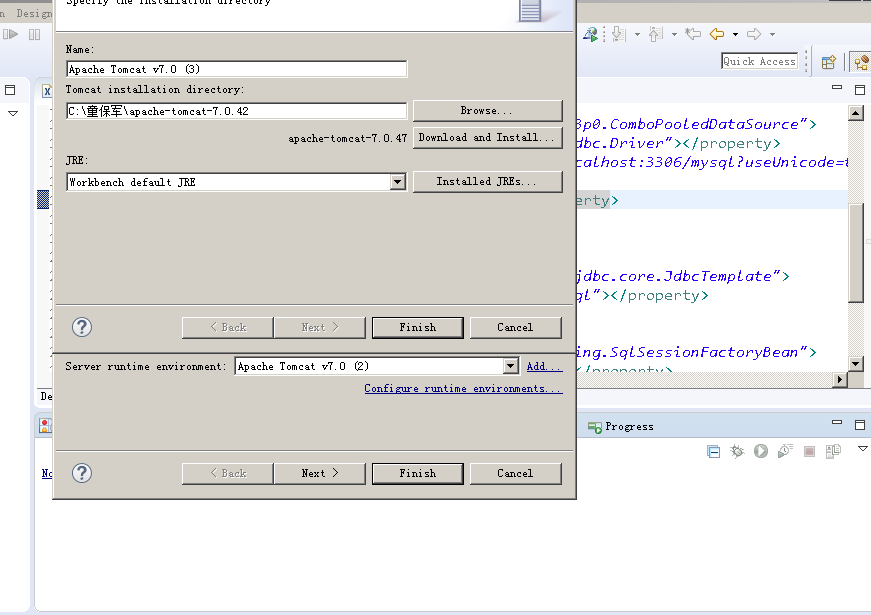 Specify the installation directory
Design
Name:
Apache Tomcat v7.0 (3)
Tomcat installation directory:
C:\童保军\apache-tomcat-7.0.42
Browse...
apache-tomcat-7.0.47
Download and Install...
JRE:
Workbench default JRE
Installed JREs...
< Back
Next >
Finish
Cancel
Server runtime environment:
Apache Tomcat v7.0 (2)
Add...
Configure runtime environments...
< Back
Next >
Finish
Cancel
Quick Access
3p0.ComboPooledDataSource">
dbc.Driver"></property>
calhost:3306/mysql?useUnicode=
erty>
jdbc.core.JdbcTemplate">
ql"></property>
ing.SqlSessionFactoryBean">
</property>
De
Progress
No